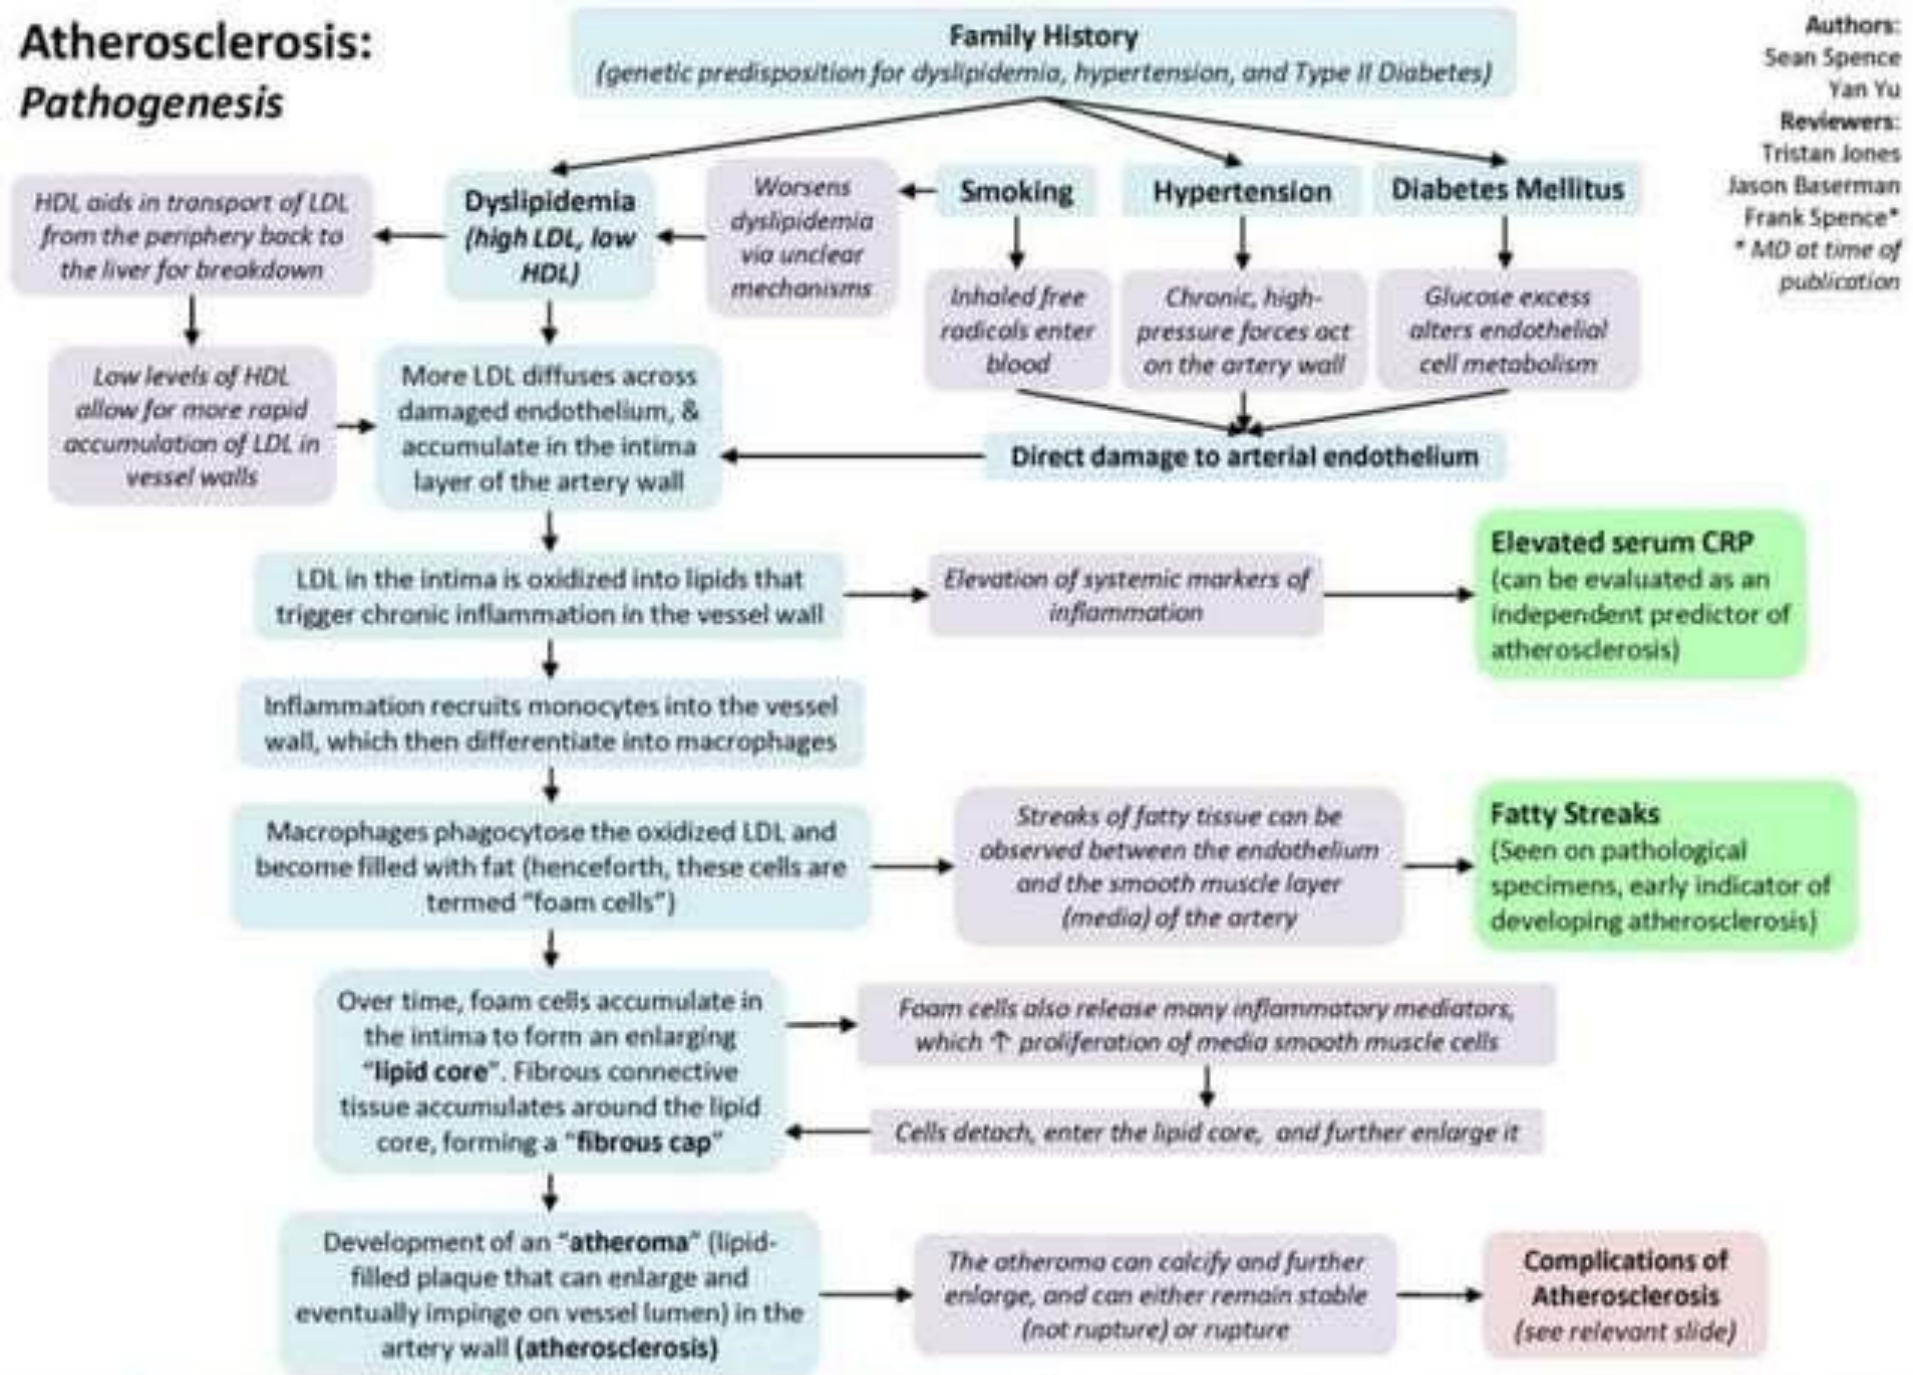 Atherosclerosis:
Pathogenesis
Family History
(genetic predisposition for dyslipidemia, hypertension, and Type II Diabetes)
Authors:
Sean Spence
Yan Yu
Reviewers:
Tristan Jones
Jason Baserman
Frank Spence*
* MD at time of
publication
HDL aids in transport of LDL
from the periphery back to
the liver for breakdown
Dyslipidemia
(high LDL, low
HDL)
Worsens
dyslipidemia
via unclear
mechanisms
Smoking
Hypertension
Diabetes Mellitus
Inhaled free
radicals enter
blood
Chronic, high-
pressure forces act
on the artery wall
Glucose excess
alters endothelial
cell metabolism
Low levels of HDL
allow for more rapid
accumulation of LDL in
vessel walls
More LDL diffuses across
damaged endothelium, &
accumulate in the intima
layer of the artery wall
Direct damage to arterial endothelium
LDL in the intima is oxidized into lipids that
trigger chronic inflammation in the vessel wall
Elevation of systemic markers of
inflammation
Elevated serum CRP
(can be evaluated as an
independent predictor of
atherosclerosis)
Inflammation recruits monocytes into the vessel
wall, which then differentiate into macrophages
Macrophages phagocytose the oxidized LDL and
become filled with fat (henceforth, these cells are
termed “foam cells”)
Streaks of fatty tissue can be
observed between the endothelium
and the smooth muscle layer
(media) of the artery
Fatty Streaks
(Seen on pathological
specimens, early indicator of
developing atherosclerosis)
Over time, foam cells accumulate in
the intima to form an enlarging
“lipid core”. Fibrous connective
tissue accumulates around the lipid
core, forming a “fibrous cap”
Foam cells also release many inflammatory mediators,
which ↑ proliferation of media smooth muscle cells
Cells detach, enter the lipid core, and further enlarge it
Development of an “atheroma” (lipid-
filled plaque that can enlarge and
eventually impinge on vessel lumen) in the
artery wall (atherosclerosis)
The atheroma can calcify and further
enlarge, and can either remain stable
(not rupture) or rupture
Complications of
Atherosclerosis
(see relevant slide)